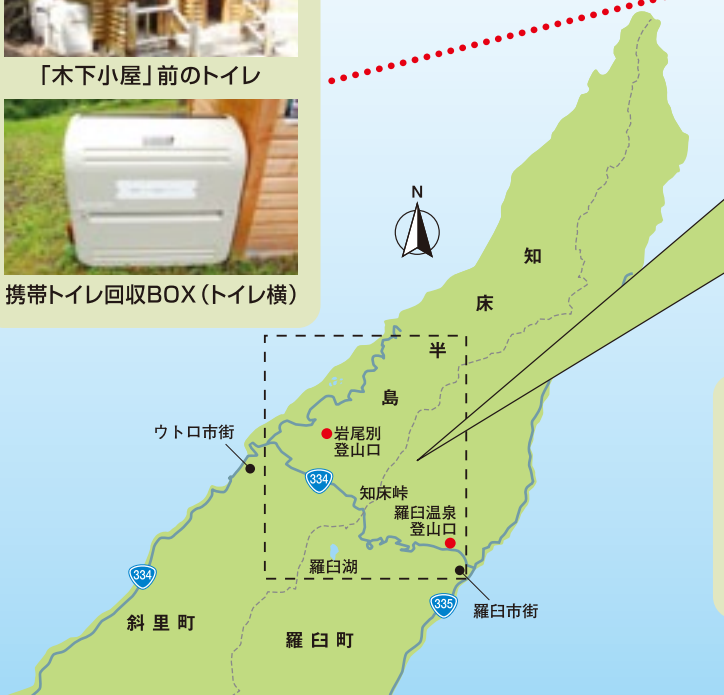 「木下小屋」前のトイレ
携帯トイレ回収BOX（トイレ横）
N
知床半島
ウトロ市街
岩尾別
登山口
334
知床峠
羅臼温泉
登山口
羅臼湖
334
335
羅臼市街
斜里町
羅臼町